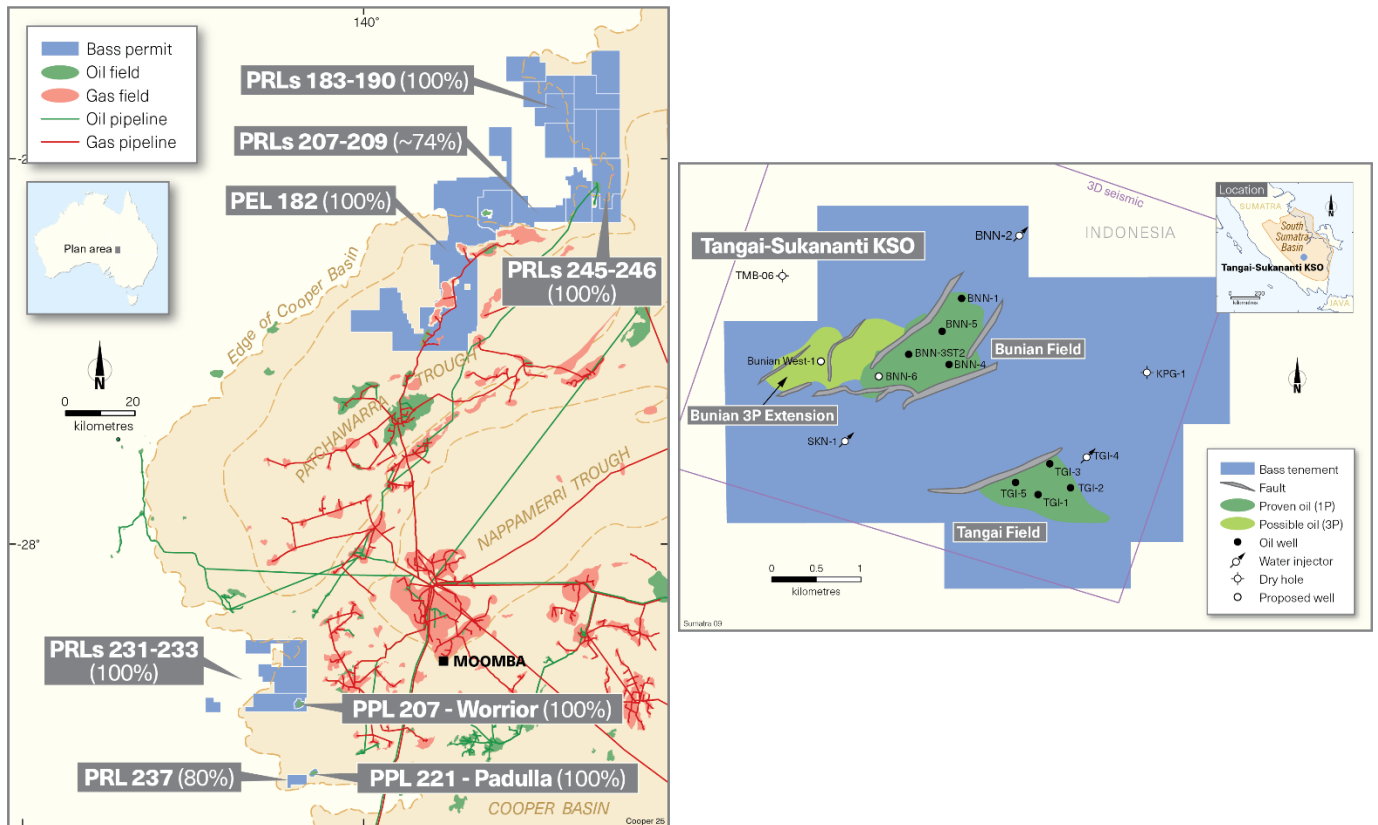 140°
Bass permit
Oil field
Gas field
Oil pipeline
Gas pipeline
Plan area
PRLs 183-190 (100%)
PRLs 207-209 (~74%)
PEL 182 (100%)
PRLs 245-246
(100%)
Edge of Cooper Basin
N
0 20
kilometres
PATCHAWARRA TROUGH
NAPPAMERRI TROUGH
-28°
MOOMBA
PRLs 231-233
(100%)
PPL 207 - Worrior (100%)
PRL 237 (80%)
PPL 221 - Padulla (100%)
COOPER BASIN
Cooper 25
3D seismic
Location
SUMATRA
N
South
Sumatra
Basin
Tangai-Sukananti KSO
0 200
kilometres
JAVA
BNN-2
INDONESIA
Tangai-Sukananti KSO
TMB-06
BNN-1
BNN-5
Bunian Field
BNN-3ST2
BNN-4
Bunian West-1
BNN-6
KPG-1
N
Bunian 3P Extension
SKN-1
TGI-4
TGI-3
TGI-5
TGI-2
TGI-1
Tangai Field
0 0.5 1
kilometres
Bass tenement
Fault
Proven oil (1P)
Possible oil (3P)
Oil well
Water injector
Dry hole
Proposed well
Sumatra 09